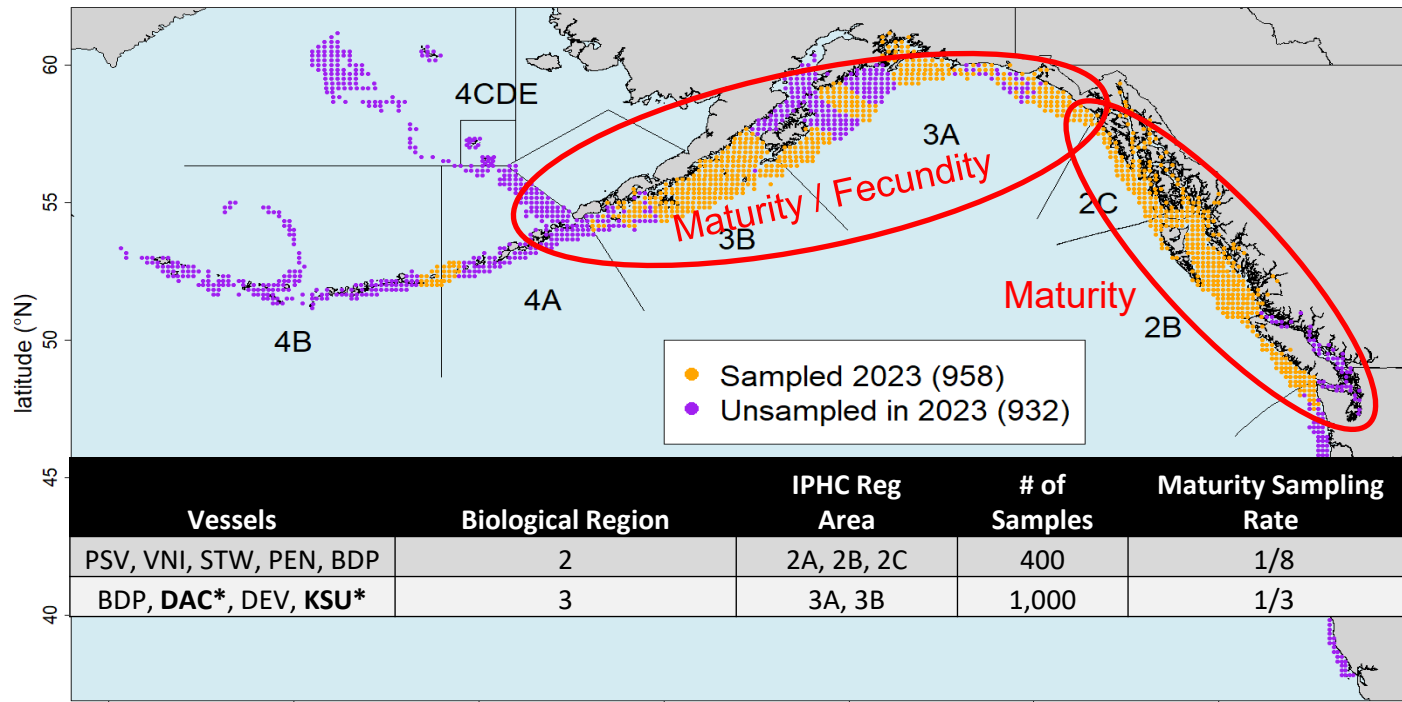 60
4CDE
3A
55
Maturity / Fecundity
2C
3B
4A
Maturity
2B
50
4B
latitude (°N)
Sampled 2023 (958)
Unsampled in 2023 (932)
45
Vessels Biological Region IPHC Reg Area # of Samples Maturity Sampling Rate
PSV, VNI, STW, PEN, BDP 2 2A, 2B, 2C 400 1/8
BDP, DAC*, DEV, KSU* 3 3A, 3B 1,000 1/3
40